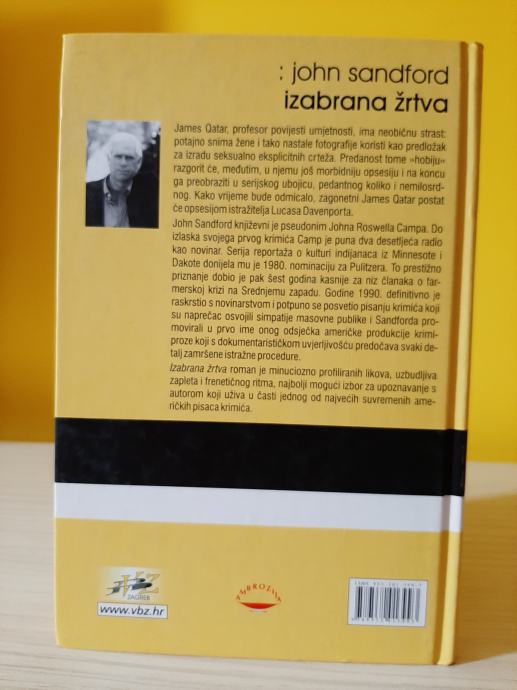 : john sandford
izabrana žrtva
James Qatar, profesor povijesti umjetnosti, ima neobičnu strast:
potajno snima žene i tako nastale fotografije koristi kao predložak
za izradu seksualno eksplicitnih crteža. Predanost tome »hobiju«
razgorit će, međutim, u njemu još morbidniju opsesiju i na koncu
ga preobraziti u serijskog ubojicu, pedantnog koliko i nemilosrd-
nog. Kako vrijeme bude odmicalo, zagonetni James Qatar postat
će opsesijom istražitelja Lucasa Davenporta.
John Sandford književni je pseudonim Johna Roswella Campa. Do
izlaska svojega prvog krimića Camp je puna dva desetljeća radio
kao novinar. Serija reportaža o kulturi indijanaca iz Minnesote i
Dakote donijela mu je 1980. nominaciju za Pulitzera. To prestižno
priznanje dobio je pak šest godina kasnije za niz članaka o far-
merskoj krizi na Srednjemu zapadu. Godine 1990. definitivno je
raskrstio s novinarstvom i potpuno se posvetio pisanju krimića koji
su naprečac osvojili simpatije masovne publike i Sandforda pro-
movirali u prvo ime onog odsječka američke produkcije krimi-
proze koji s dokumentarističkom uvjerljivošću predočava svaki de-
talj zamršene istražne procedure.
Izabrana žrtva roman je minuciozno profiliranih likova, uzbudljiva
zapleta i frenetičnog ritma, najbolji mogući izbor za upoznavanje s
autorom koji uživa u časti jednog od najvećih suvremenih ame-
ričkih pisaca krimića.
VBZ
ZAGREB
www.vbz.hr
ISBN